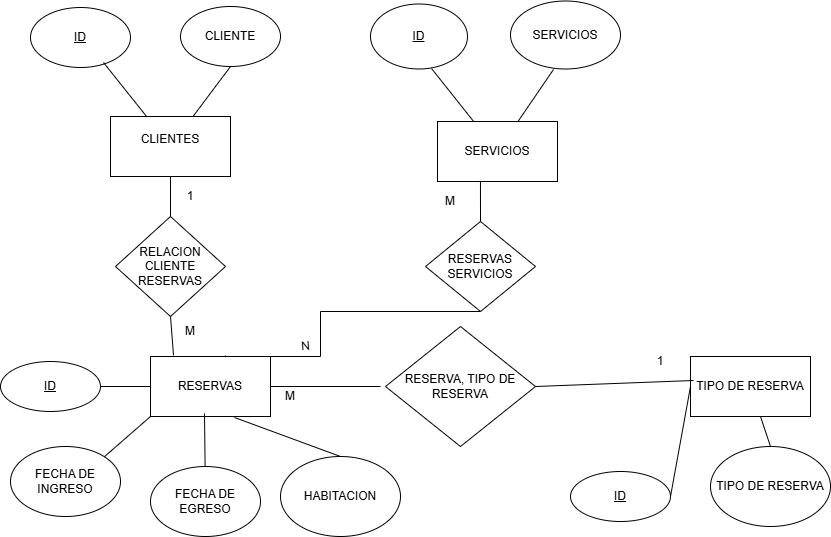 ID
CLIENTE
ID
SERVICIOS
CLIENTES
SERVICIOS
1
M
RELACION
CLIENTE
RESERVAS
RESERVAS
SERVICIOS
M
N
1
ID
RESERVAS
M
RESERVA, TIPO DE
RESERVA
TIPO DE RESERVA
FECHA DE
INGRESO
FECHA DE
EGRESO
HABITACION
ID
TIPO DE RESERVA